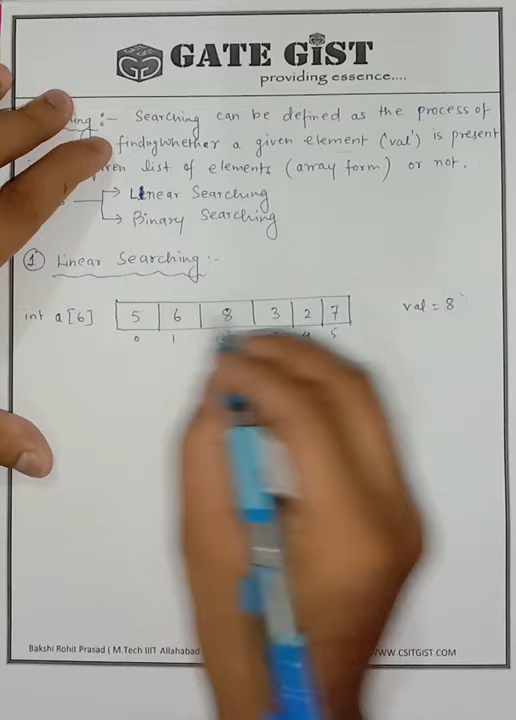 GATE GIST
providing essence....
:- Searching can be defined as the process of
findingwhether a given element ('val') is present
list of elements (array form) or not.
Linear Searching
Binary Searching
① Linear Searching :-
int a[6] 5 6 8 3 2 7 val = 8
0 1 4 5
Bakshi Rohit Prasad ( M.Tech IIIT Allahabad WWW.CSITGIST.COM